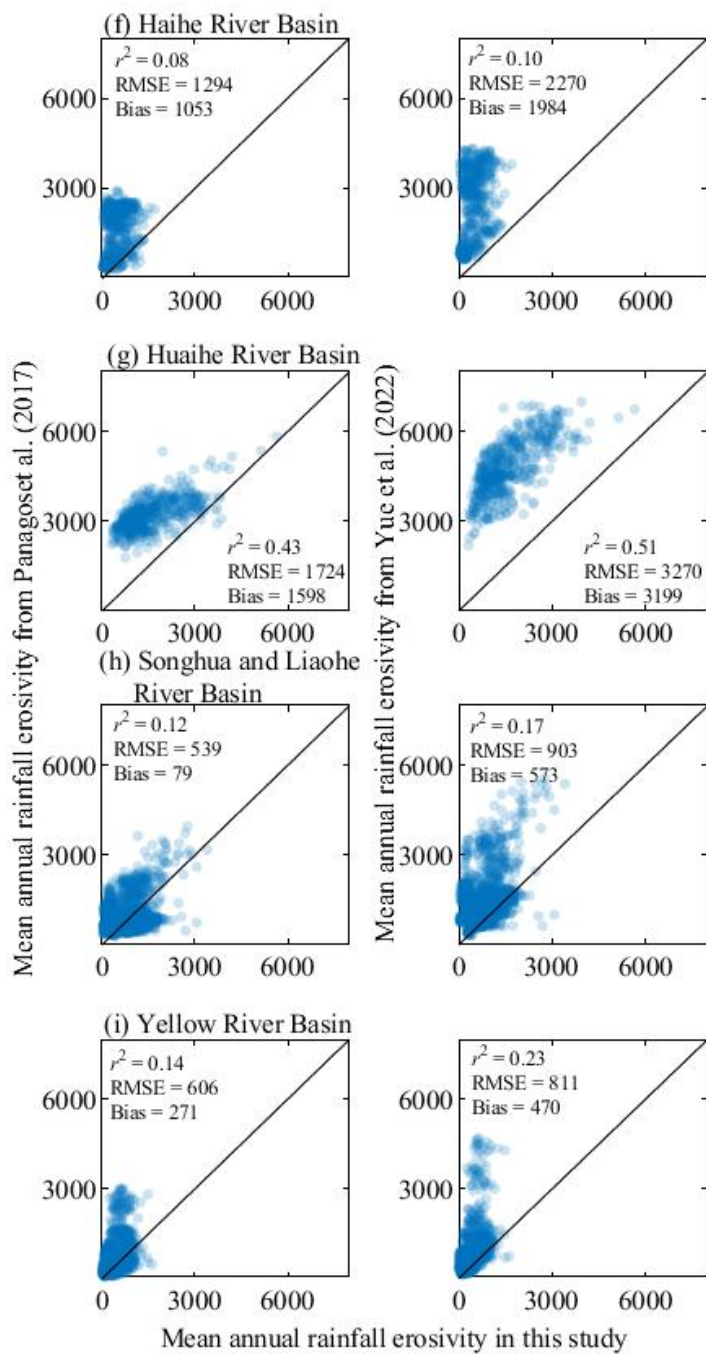 (f) Haihe River Basin
r² = 0.08
RMSE = 1294
Bias = 1053
6000
3000
0
3000
6000
r² = 0.10
RMSE = 2270
Bias = 1984
6000
3000
0
3000
6000
Mean annual rainfall erosivity from Panagoset al. (2017)
Mean annual rainfall erosivity from Yue et al. (2022)
(g) Huaihe River Basin
6000
3000
r² = 0.43
RMSE = 1724
Bias = 1598
0
3000
6000
6000
3000
r² = 0.51
RMSE = 3270
Bias = 3199
0
3000
6000
(h) Songhua and Liaohe
River Basin
r² = 0.12
RMSE = 539
Bias = 79
6000
3000
0
3000
6000
r² = 0.17
RMSE = 903
Bias = 573
6000
3000
0
3000
6000
(i) Yellow River Basin
r² = 0.14
RMSE = 606
Bias = 271
6000
3000
0
3000
6000
r² = 0.23
RMSE = 811
Bias = 470
6000
3000
0
3000
6000
Mean annual rainfall erosivity in this study